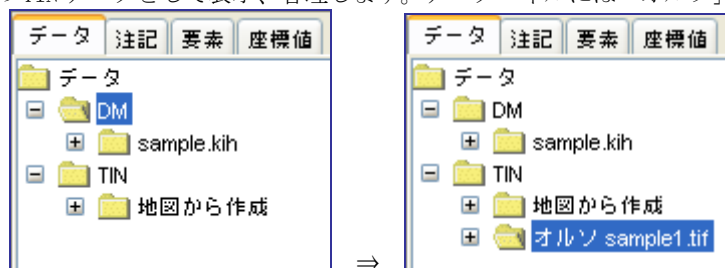 データ 注記 要素 座標値
データ
DM
sample.kih
TIN
地図から作成
⇒
データ 注記 要素 座標値
データ
DM
sample.kih
TIN
地図から作成
オルソ sample1.tif